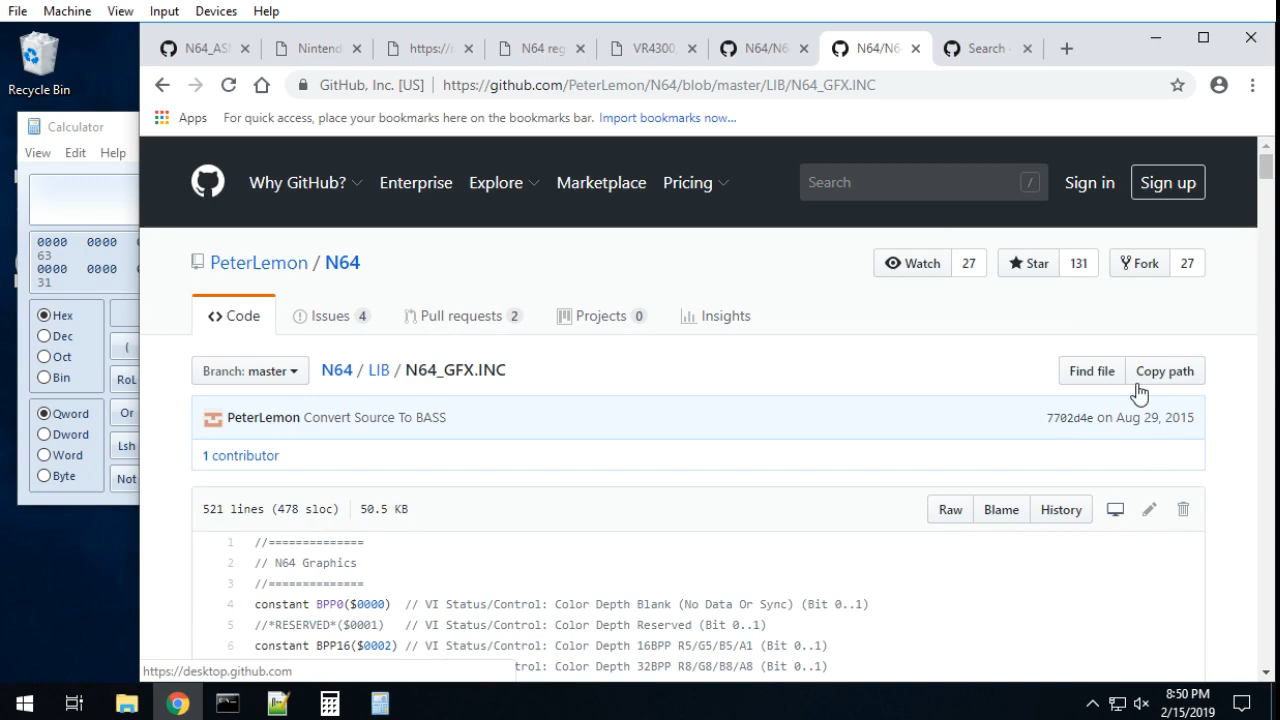 File Machine View Input Devices Help
Recycle Bin
N64_AS Nintend https:// N64 reg VR4300_ N64/N6 N64/N6 Search
GitHub, Inc. [US] https://github.com/PeterLemon/N64/blob/master/LIB/N64_GFX.INC
Apps For quick access, place your bookmarks here on the bookmarks bar. Import bookmarks now...
Calculator
View Edit Help
0000 0000
63
0000 0000
31
Hex
Dec
Oct
Bin
(
RoL
Qword
Dword
Word
Byte
Or
Lsh
Not
Why GitHub? Enterprise Explore Marketplace Pricing Search / Sign in Sign up
PeterLemon / N64 Watch 27 Star 131 Fork 27
<> Code Issues 4 Pull requests 2 Projects 0 Insights
Branch: master N64 / LIB / N64_GFX.INC Find file Copy path
PeterLemon Convert Source To BASS 7702d4e on Aug 29, 2015
1 contributor
521 lines (478 sloc) 50.5 KB Raw Blame History
1 //==============
2 // N64 Graphics
3 //==============
4 constant BPP0($0000) // VI Status/Control: Color Depth Blank (No Data Or Sync) (Bit 0..1)
5 //*RESERVED*($0001) // VI Status/Control: Color Depth Reserved (Bit 0..1)
6 constant BPP16($0002) // VI Status/Control: Color Depth 16BPP R5/G5/B5/A1 (Bit 0..1)
https://desktop.github.com trol: Color Depth 32BPP R8/G8/B8/A8 (Bit 0..1)
8:50 PM
2/15/2019